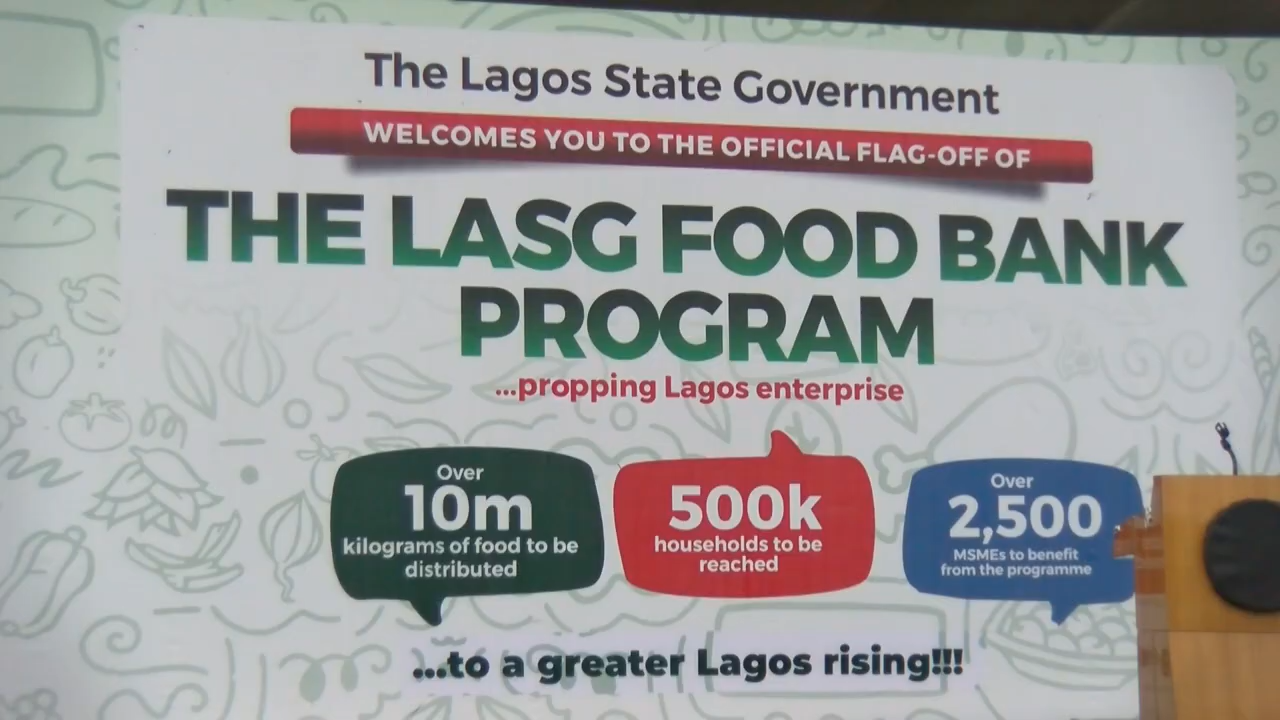 The Lagos State Government
WELCOMES YOU TO THE OFFICIAL FLAG-OFF OF
THE LASG FOOD BANK
PROGRAM
...propping Lagos enterprise
Over
10m
kilograms of food to be
distributed
500k
households to be
reached
Over
2,500
MSMEs to benefit
from the programme
...to a greater Lagos rising!!!